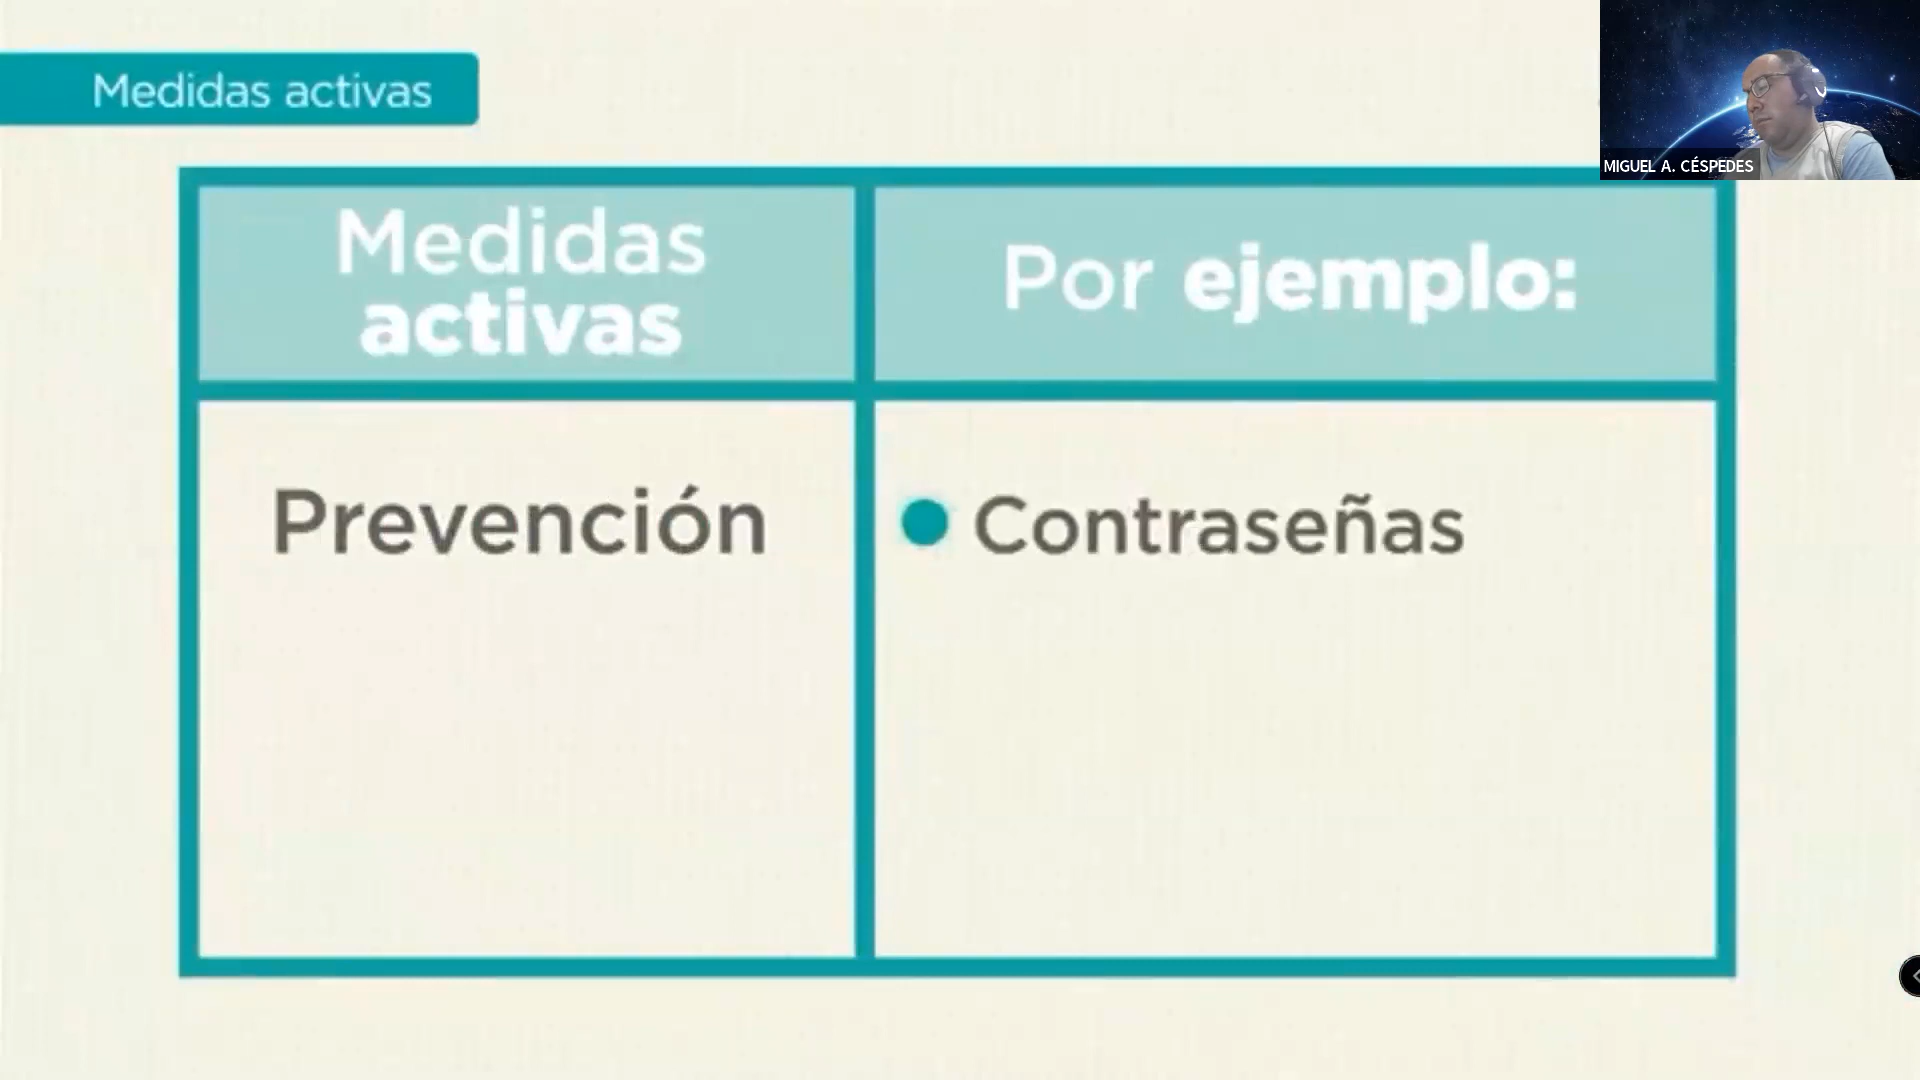 Medidas activas
MIGUEL A. CÉSPEDES
Medidas
activas
Por ejemplo:
Prevención
Contraseñas